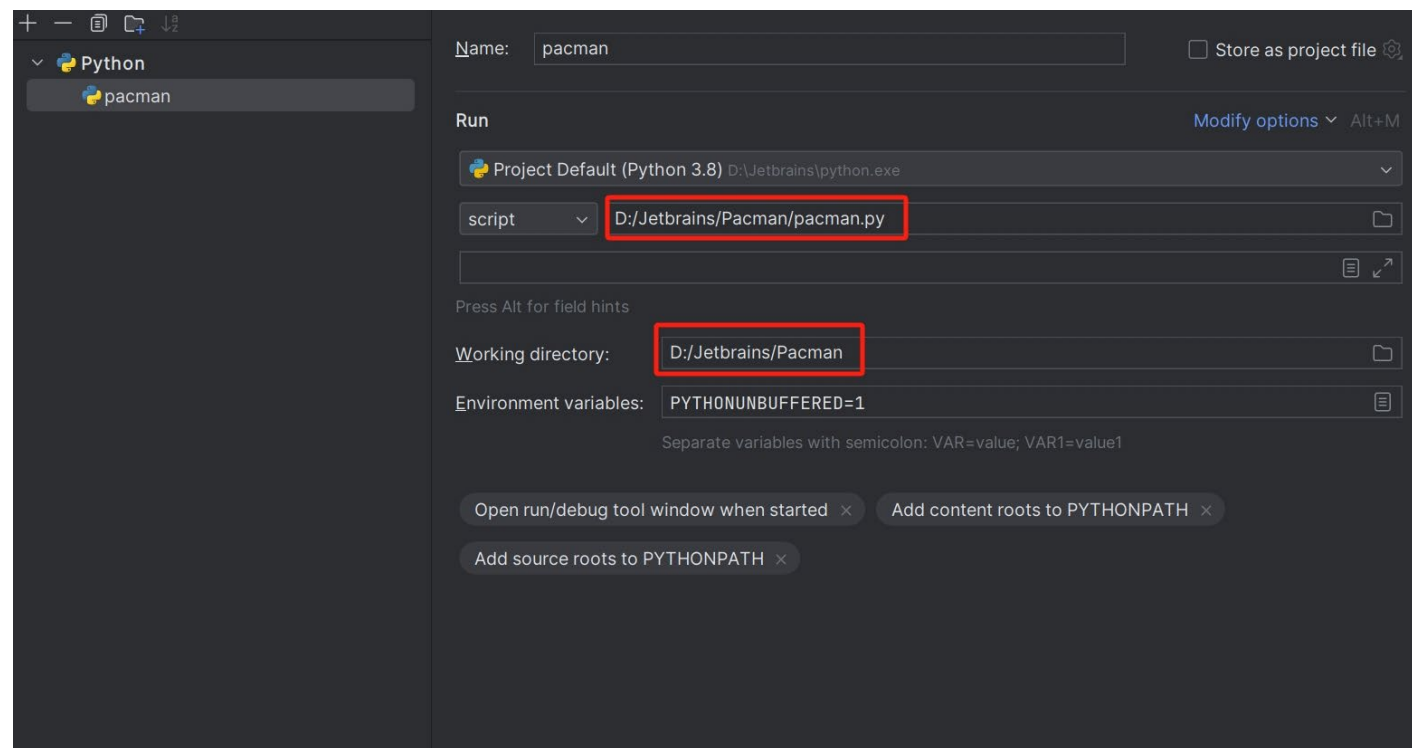 Python
pacman
Name: pacman
Store as project file
Run
Modify options Alt+M
Project Default (Python 3.8) D:\Jetbrains\python.exe
script D:/Jetbrains/Pacman/pacman.py
Press Alt for field hints
Working directory: D:/Jetbrains/Pacman
Environment variables: PYTHONUNBUFFERED=1
Separate variables with semicolon: VAR=value; VAR1=value1
Open run/debug tool window when started × Add content roots to PYTHONPATH ×
Add source roots to PYTHONPATH ×